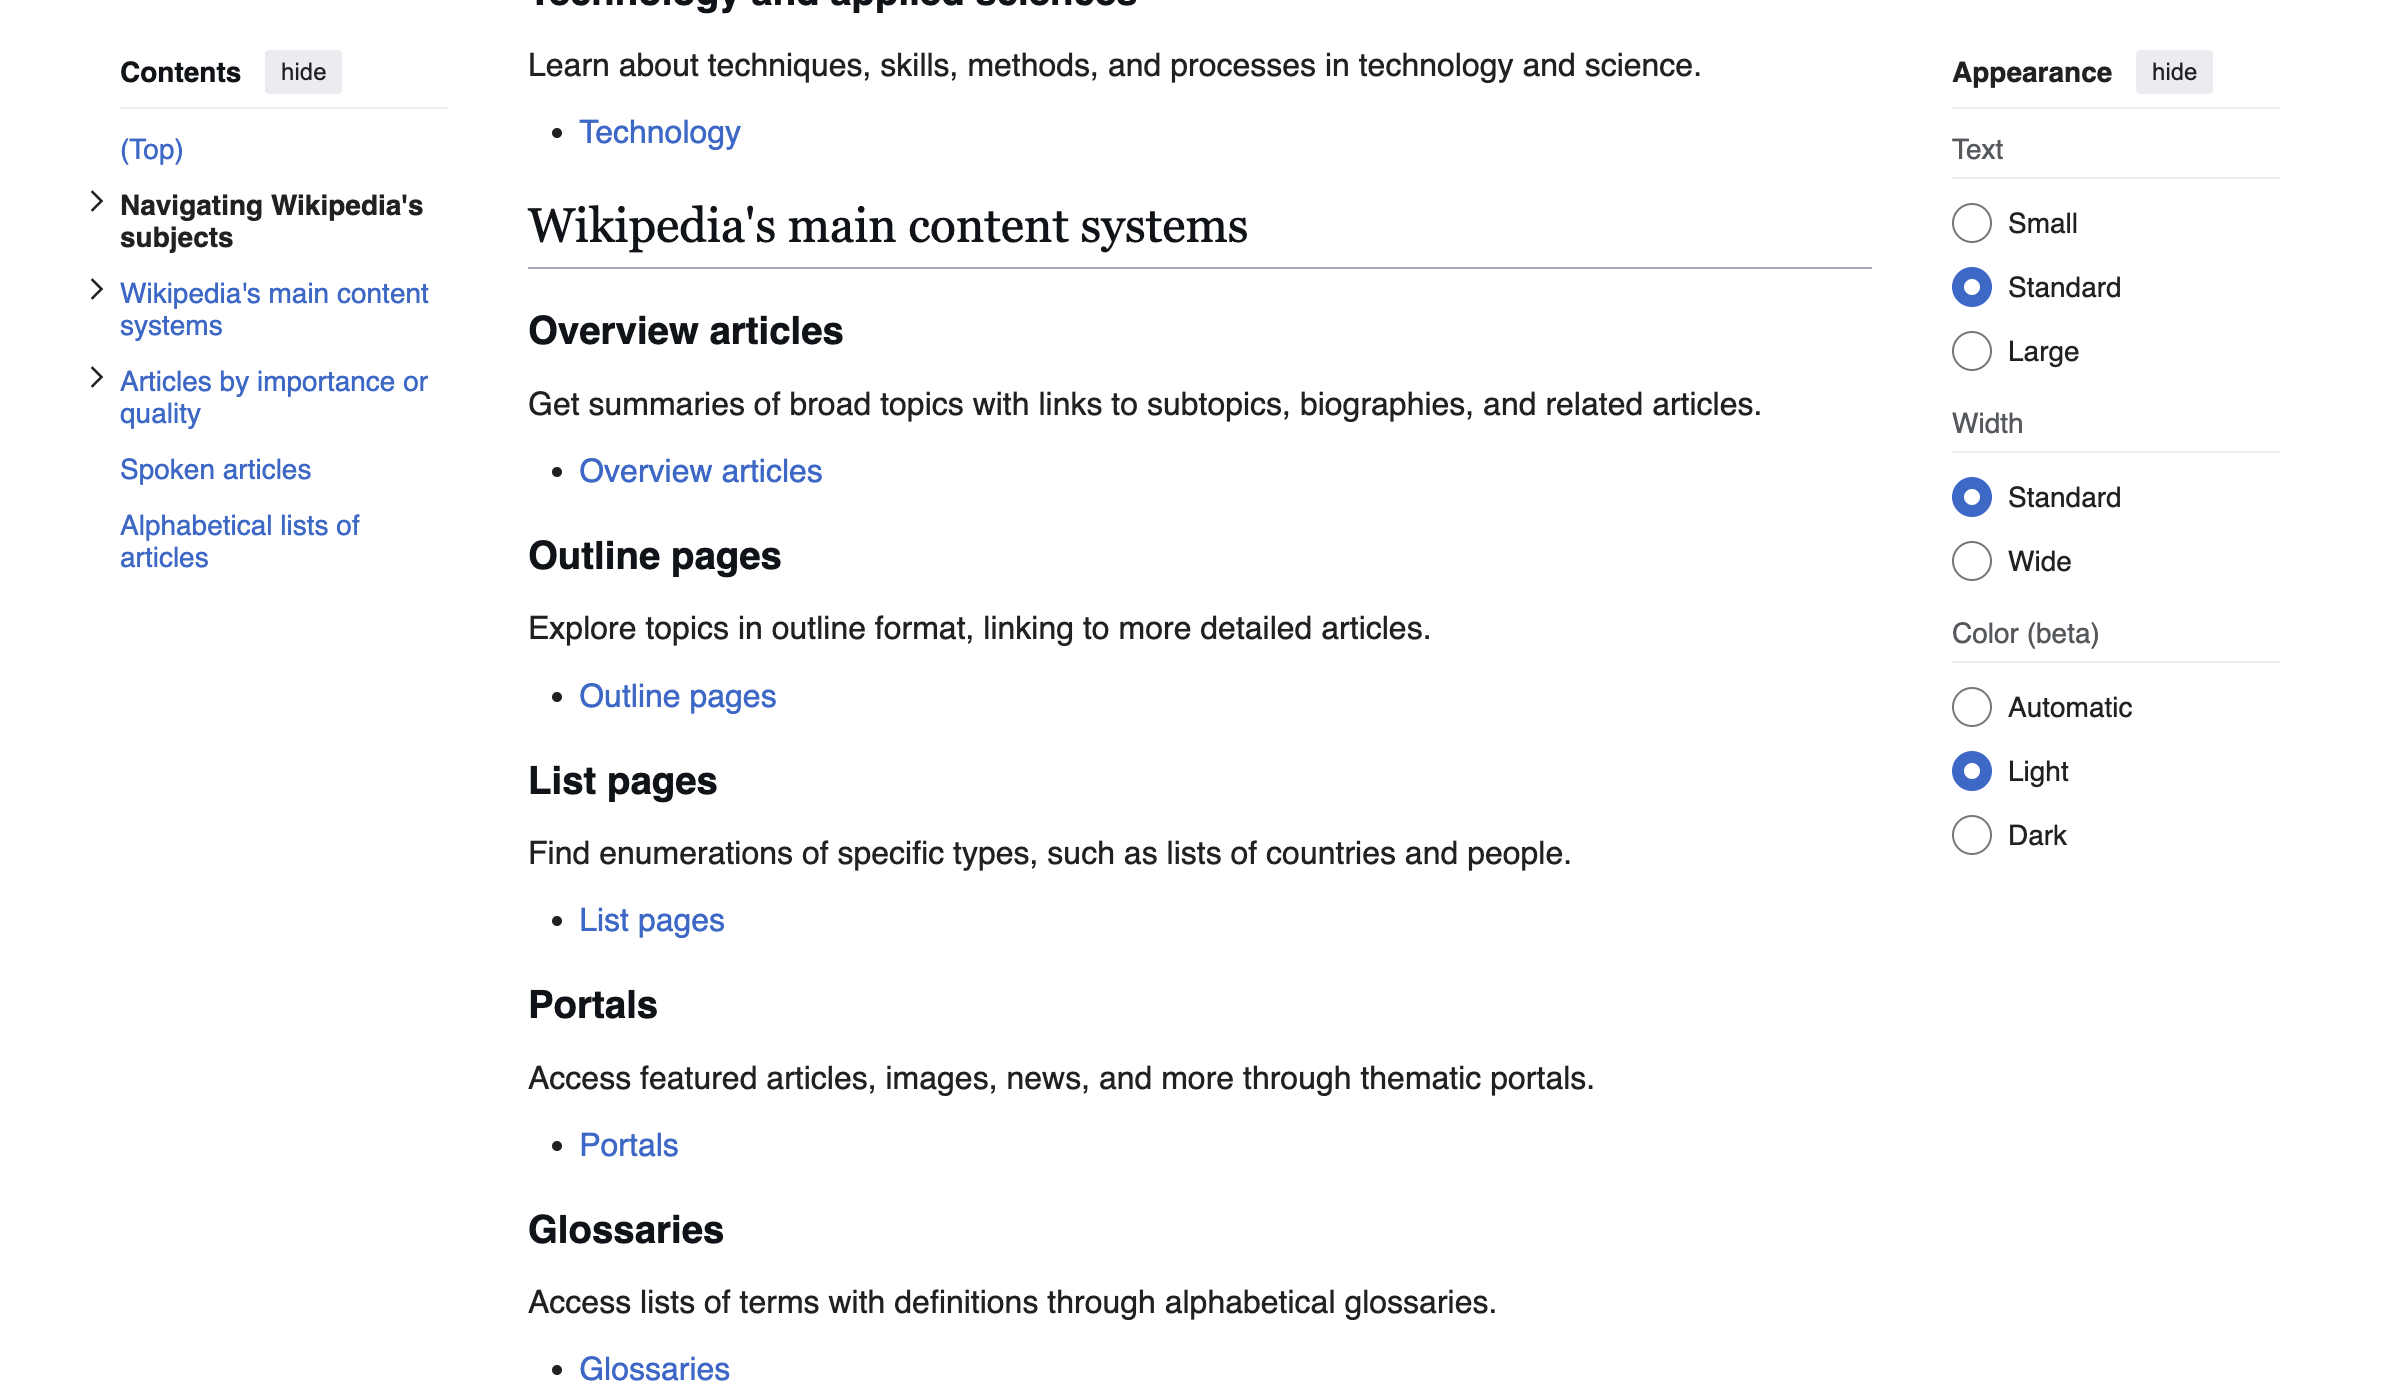 Technology and applied sciences
Contents
hide
(Top)
Navigating Wikipedia's
subjects
Wikipedia's main content
systems
Articles by importance or
quality
Spoken articles
Alphabetical lists of
articles
Learn about techniques, skills, methods, and processes in technology and science.
• Technology
Wikipedia's main content systems
Overview articles
Get summaries of broad topics with links to subtopics, biographies, and related articles.
• Overview articles
Outline pages
Explore topics in outline format, linking to more detailed articles.
• Outline pages
List pages
Find enumerations of specific types, such as lists of countries and people.
• List pages
Portals
Access featured articles, images, news, and more through thematic portals.
• Portals
Glossaries
Access lists of terms with definitions through alphabetical glossaries.
• Glossaries
Appearance
hide
Text
Small
Standard
Large
Width
Standard
Wide
Color (beta)
Automatic
Light
Dark